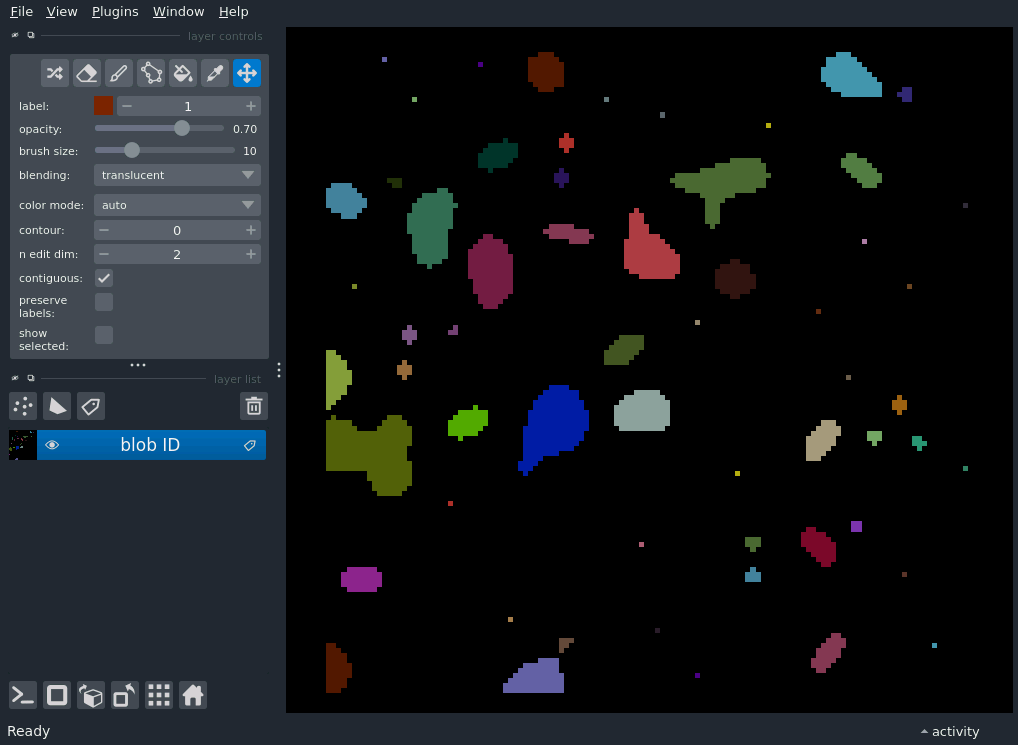 File View Plugins Window Help
layer controls
label: 1
opacity: 0.70
brush size: 10
blending: translucent
color mode: auto
contour: 0
n edit dim: 2
contiguous:
preserve
labels:
show
selected:
layer list
blob ID
Ready activity